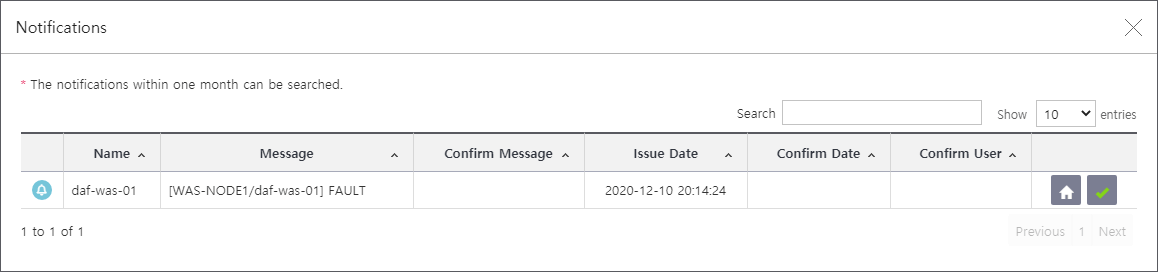 Notifications
* The notifications within one month can be searched.
Search Show 10 entries
Name Message Confirm Message Issue Date Confirm Date Confirm User
daf-was-01 [WAS-NODE1/daf-was-01] FAULT 2020-12-10 20:14:24
1 to 1 of 1 Previous 1 Next